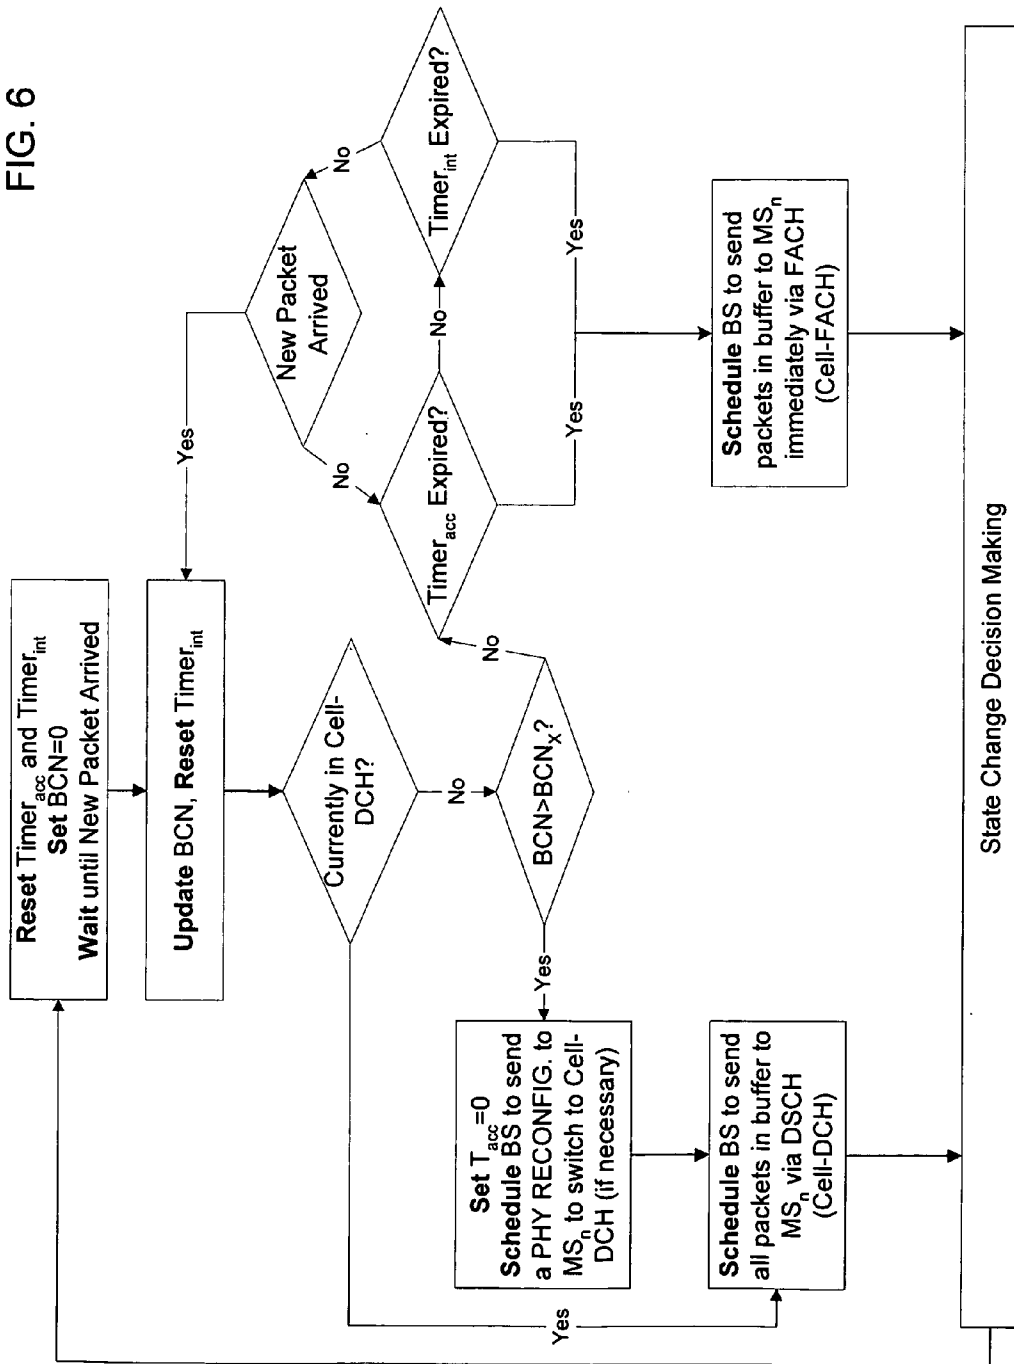 FIG. 6
Reset Timer_acc and Timer_int
Set BCN=0
Wait until New Packet Arrived
Update BCN, Reset Timer_int
Yes
New Packet
Arrived
No
No
Currently in Cell-
DCH?
No
Timer_acc Expired?
No
Timer_int Expired?
BCN>BCN_X?
No
Yes
Yes
Yes
Yes
Set T_acc=0
Schedule BS to send
a PHY RECONFIG. to
MS_n to switch to Cell-
DCH (if necessary)
Schedule BS to send
all packets in buffer to
MS_n via DSCH
(Cell-DCH)
Schedule BS to send
packets in buffer to MS_n
immediately via FACH
(Cell-FACH)
State Change Decision Making